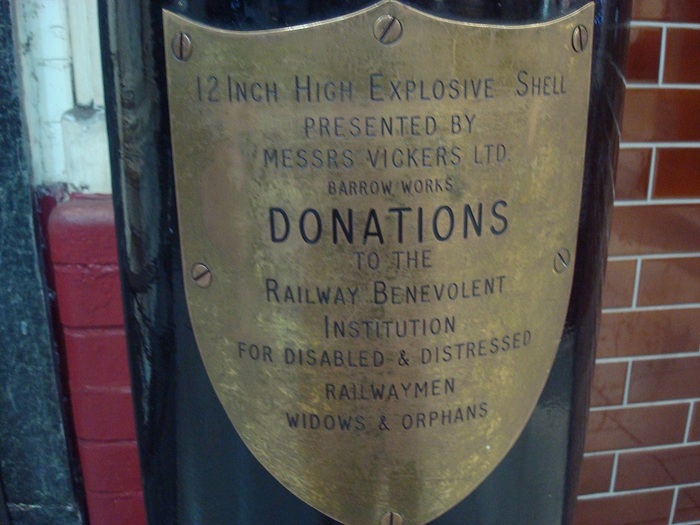 12 INCH HIGH EXPLOSIVE SHELL
PRESENTED BY
MESSRS VICKERS LTD.
BARROW WORKS
DONATIONS
TO THE
RAILWAY BENEVOLENT
INSTITUTION
FOR DISABLED & DISTRESSED
RAILWAYMEN
WIDOWS & ORPHANS